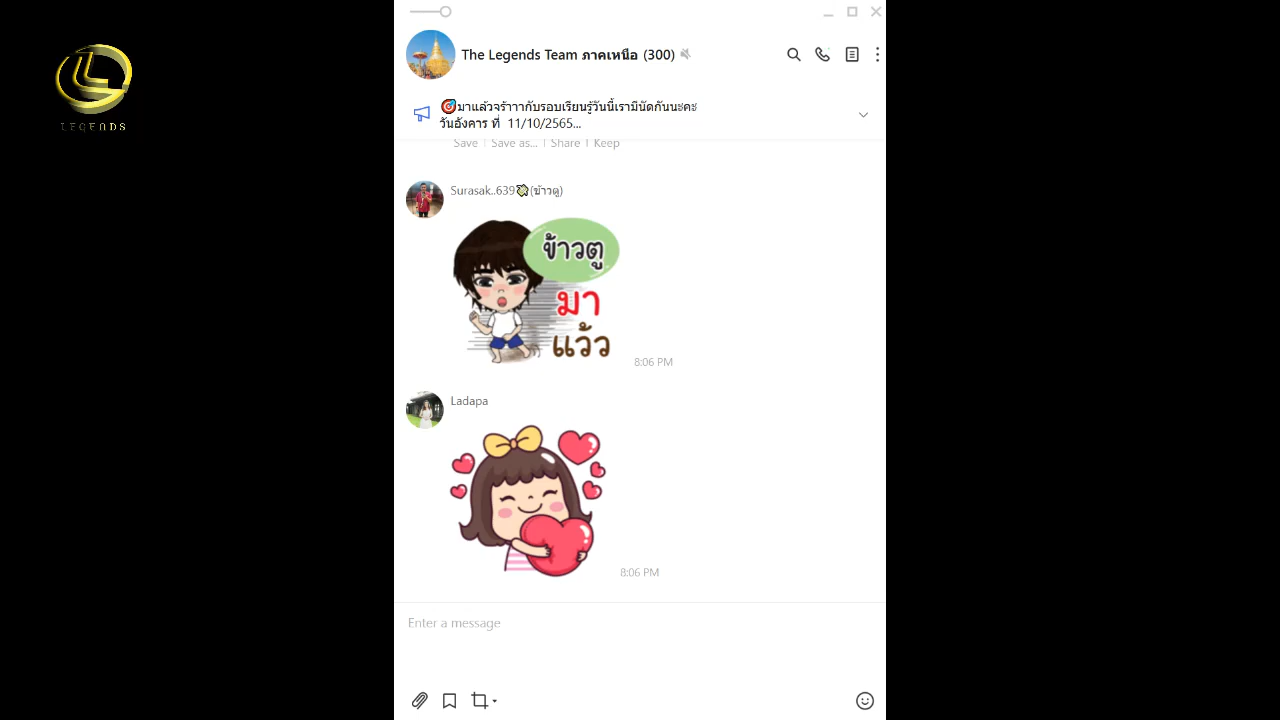 The Legends Team ภาคเหนือ (300)
LEGENDS
🎯มาแล้วจร้าากับรอบเรียนรู้วันนี้เรามีนัดกันนะคะ
วันอังคาร ที่ 11/10/2565...
Save | Save as... | Share | Keep
Surasak..639 (ข้าวตู)
ข้าวตู
มา
แว้ว
8:06 PM
Ladapa
8:06 PM
Enter a message